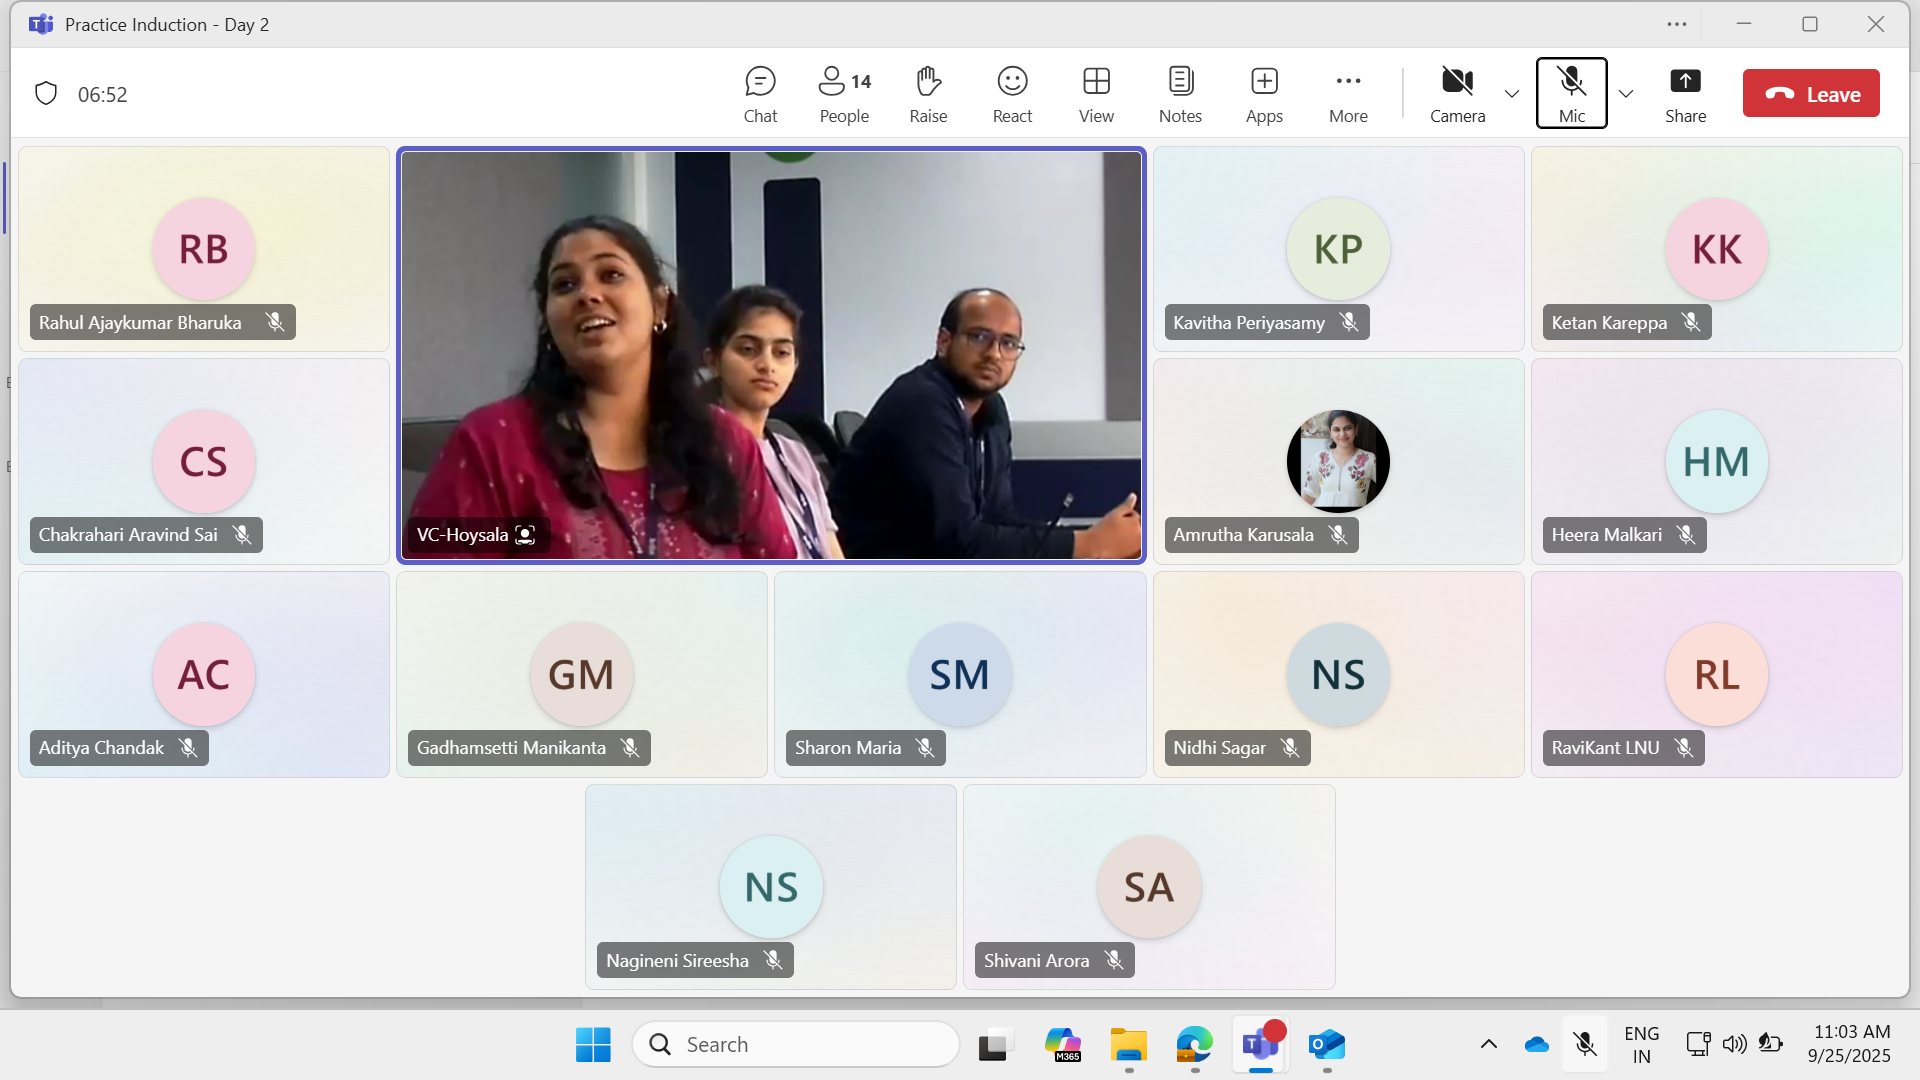 Practice Induction - Day 2
06:52
Chat
People 14
Raise
React
View
Notes
Apps
More
Camera
Mic
Share
Leave
RB
Rahul Ajaykumar Bharuka
VC-Hoysala
KP
Kavitha Periyasamy
KK
Ketan Kareppa
CS
Chakrahari Aravind Sai
Amrutha Karusala
HM
Heera Malkari
AC
Aditya Chandak
GM
Gadhamsetti Manikanta
SM
Sharon Maria
NS
Nidhi Sagar
RL
RaviKant LNU
NS
Nagineni Sireesha
SA
Shivani Arora
Search
M365
ENG
IN
11:03 AM
9/25/2025